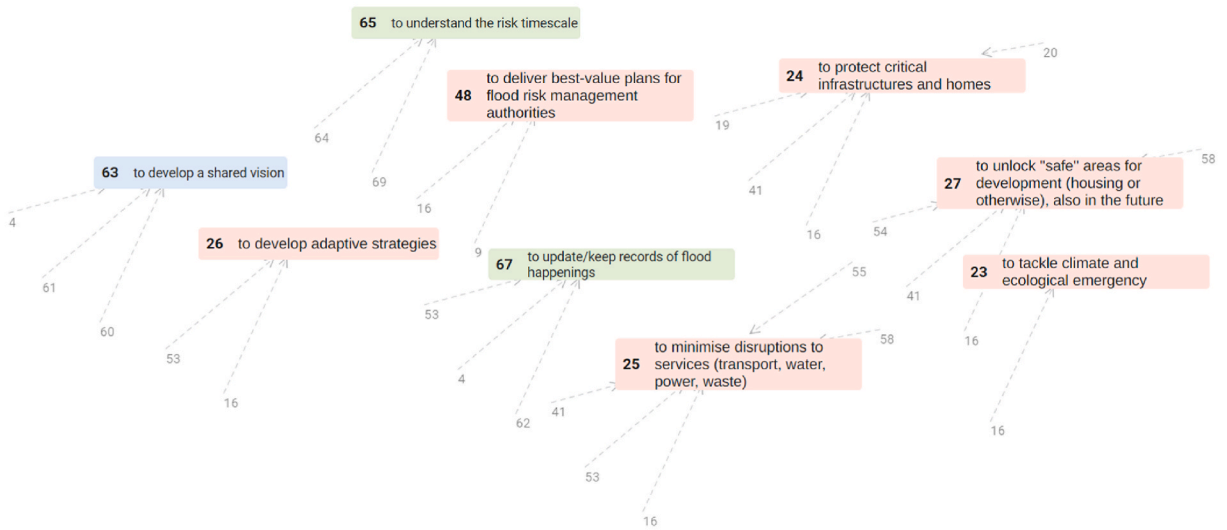 65 to understand the risk timescale
20
to deliver best-value plans for
48 flood risk management
authorities
24 to protect critical
infrastructures and homes
19
64
63 to develop a shared vision
58
to unlock "safe" areas for
27 development (housing or
otherwise), also in the future
69
41
16
4
54
16
26 to develop adaptive strategies
9
67 to update/keep records of flood
happenings
55
23 to tackle climate and
ecological emergency
61
41
53
60
58
16
to minimise disruptions to
25 services (transport, water,
power, waste)
53
4
16
41
62
16
53
16